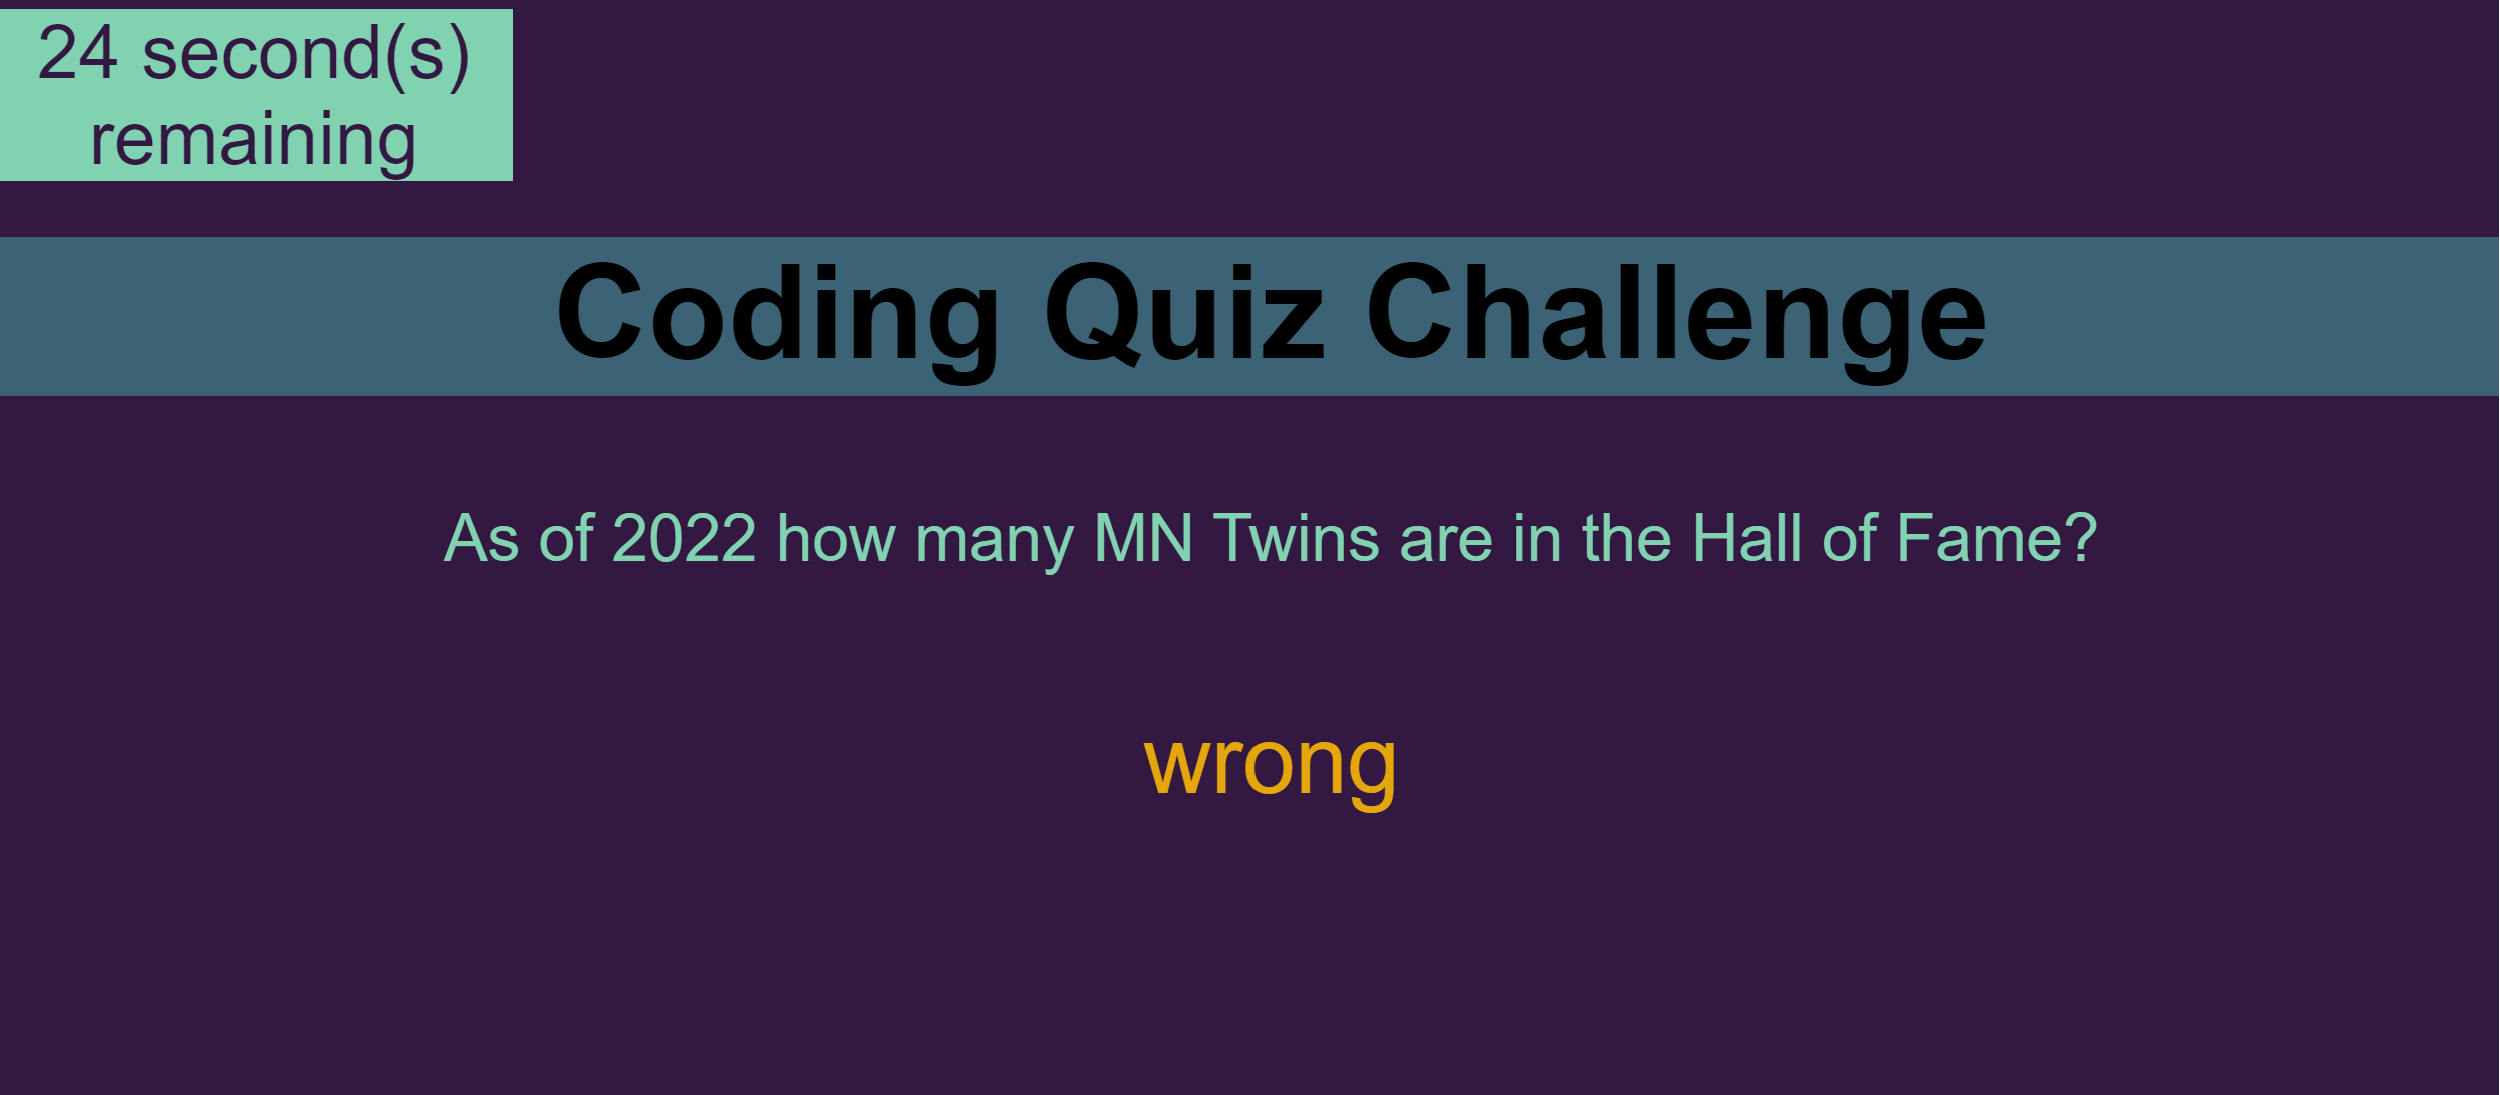 24 second(s)
remaining
Coding Quiz Challenge
As of 2022 how many MN Twins are in the Hall of Fame?
wrong